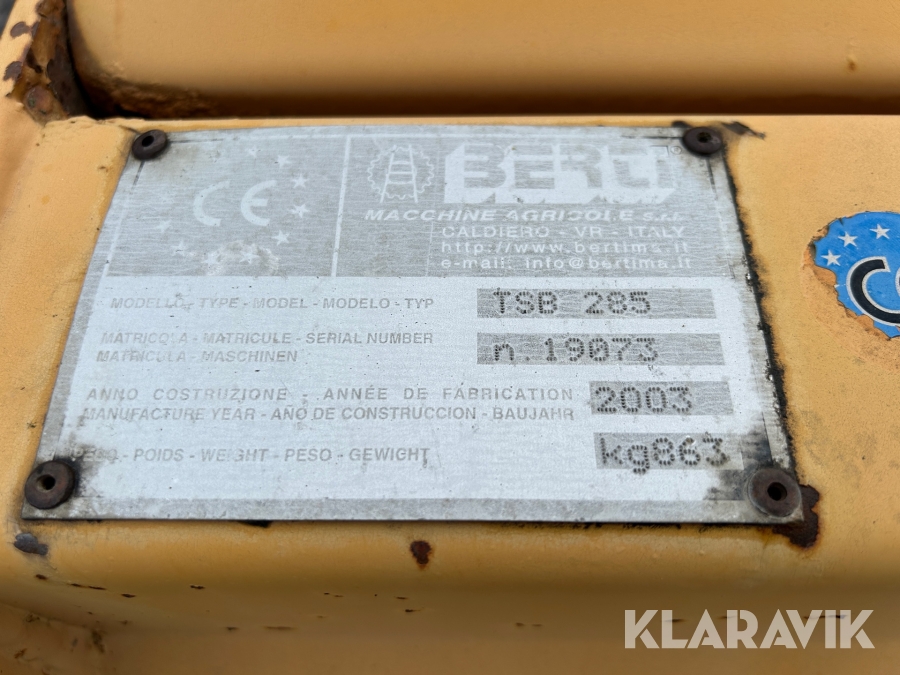 CE
BERTI
MACCHINE AGRICOLE s.r.l.
CALDIERO - VR - ITALY
http://www.bertima.it
e-mail: info@bertima.it
MODELLO - TYPE - MODEL - MODELO - TYP TSB 285
MATRICOLA - MATRICULE - SERIAL NUMBER
MATRICULA - MASCHINEN n.19073
ANNO COSTRUZIONE - ANNÉE DE FABRICATION
MANUFACTURE YEAR - AÑO DE CONSTRUCCION - BAUJAHR 2003
PESO - POIDS - WEIGHT - PESO - GEWICHT kg863
KLARAVIK